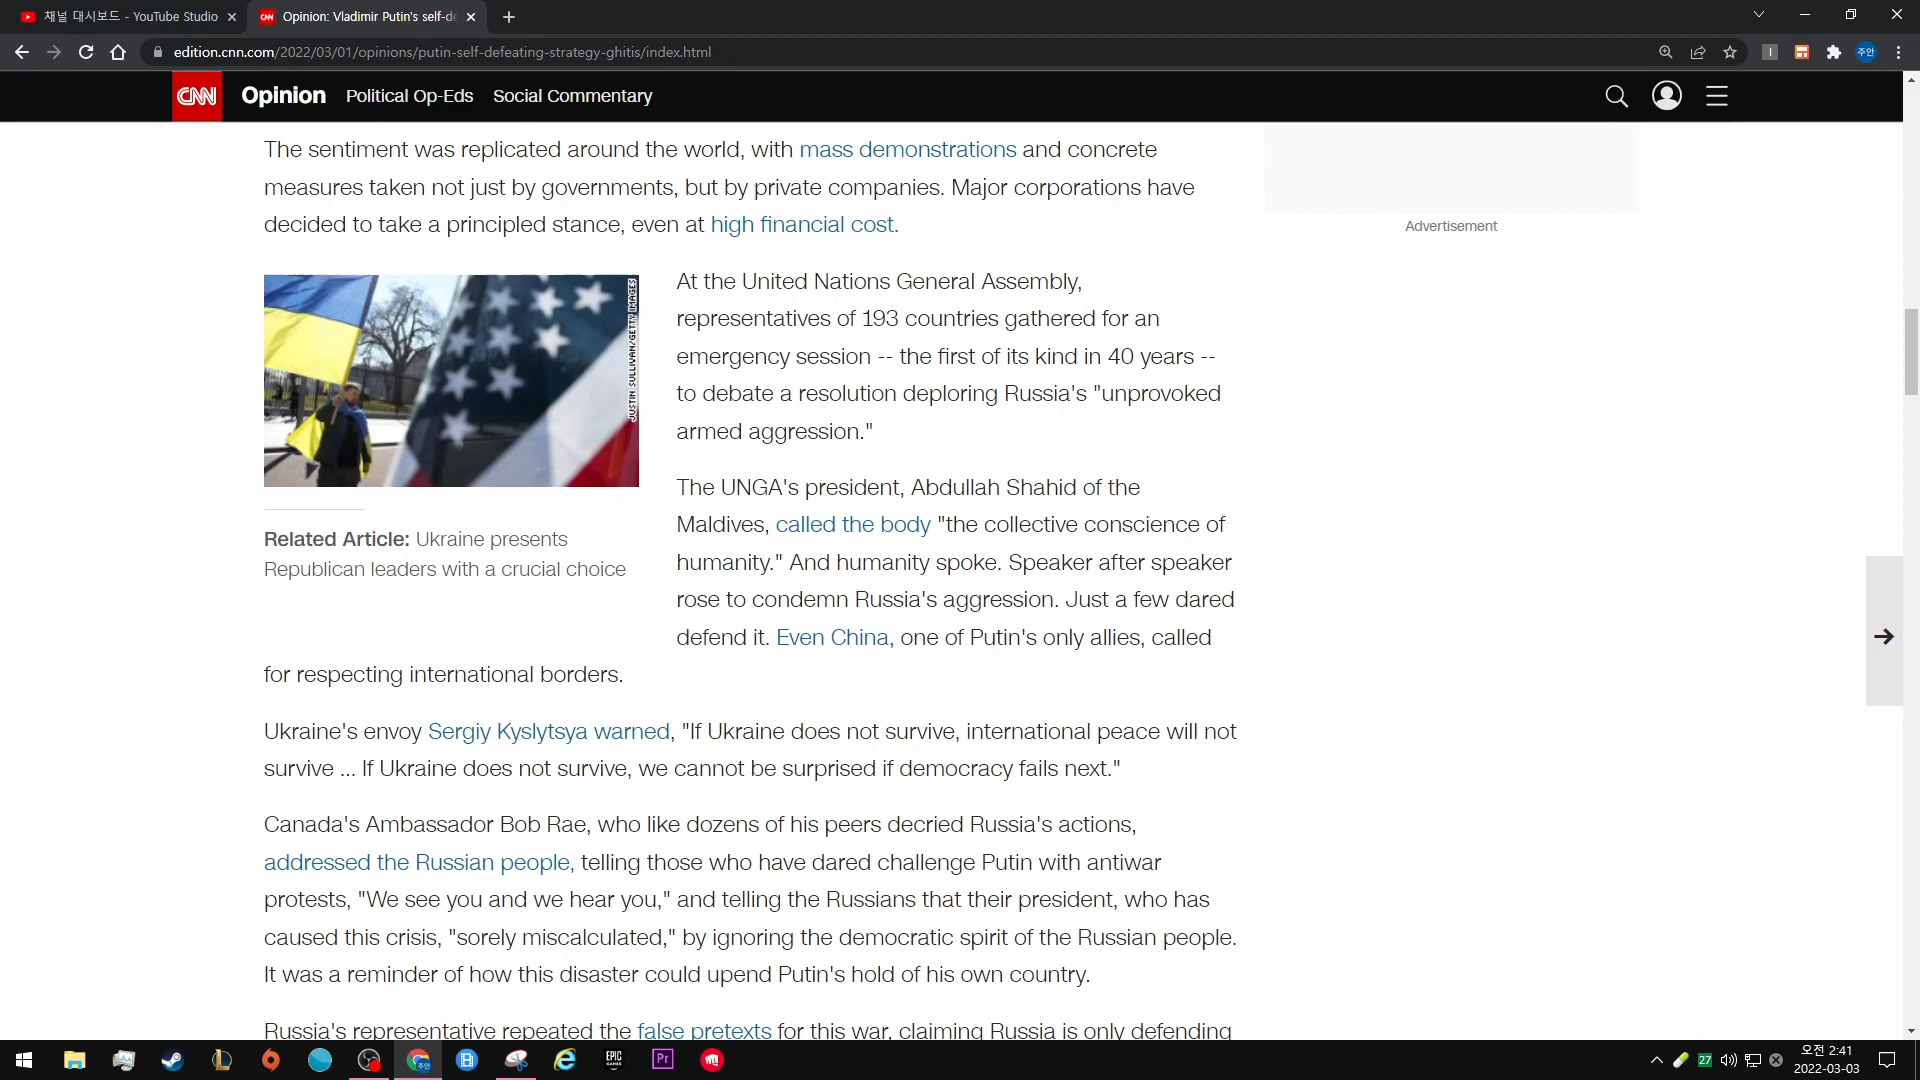 채널 대시보드 - YouTube Studio
Opinion: Vladimir Putin's self-de
edition.cnn.com/2022/03/01/opinions/putin-self-defeating-strategy-ghitis/index.html
주안
CNN Opinion Political Op-Eds Social Commentary
The sentiment was replicated around the world, with mass demonstrations and concrete
measures taken not just by governments, but by private companies. Major corporations have
decided to take a principled stance, even at high financial cost.
Advertisement
JUSTIN SULLIVAN/GETTY IMAGES
Related Article: Ukraine presents
Republican leaders with a crucial choice
At the United Nations General Assembly,
representatives of 193 countries gathered for an
emergency session -- the first of its kind in 40 years --
to debate a resolution deploring Russia's "unprovoked
armed aggression."
The UNGA's president, Abdullah Shahid of the
Maldives, called the body "the collective conscience of
humanity." And humanity spoke. Speaker after speaker
rose to condemn Russia's aggression. Just a few dared
defend it. Even China, one of Putin's only allies, called
for respecting international borders.
Ukraine's envoy Sergiy Kyslytsya warned, "If Ukraine does not survive, international peace will not
survive ... If Ukraine does not survive, we cannot be surprised if democracy fails next."
Canada's Ambassador Bob Rae, who like dozens of his peers decried Russia's actions,
addressed the Russian people, telling those who have dared challenge Putin with antiwar
protests, "We see you and we hear you," and telling the Russians that their president, who has
caused this crisis, "sorely miscalculated," by ignoring the democratic spirit of the Russian people.
It was a reminder of how this disaster could upend Putin's hold of his own country.
Russia's representative repeated the false pretexts for this war, claiming Russia is only defending
주안
EPIC
GAMES
Pr
27
오전 2:41
2022-03-03